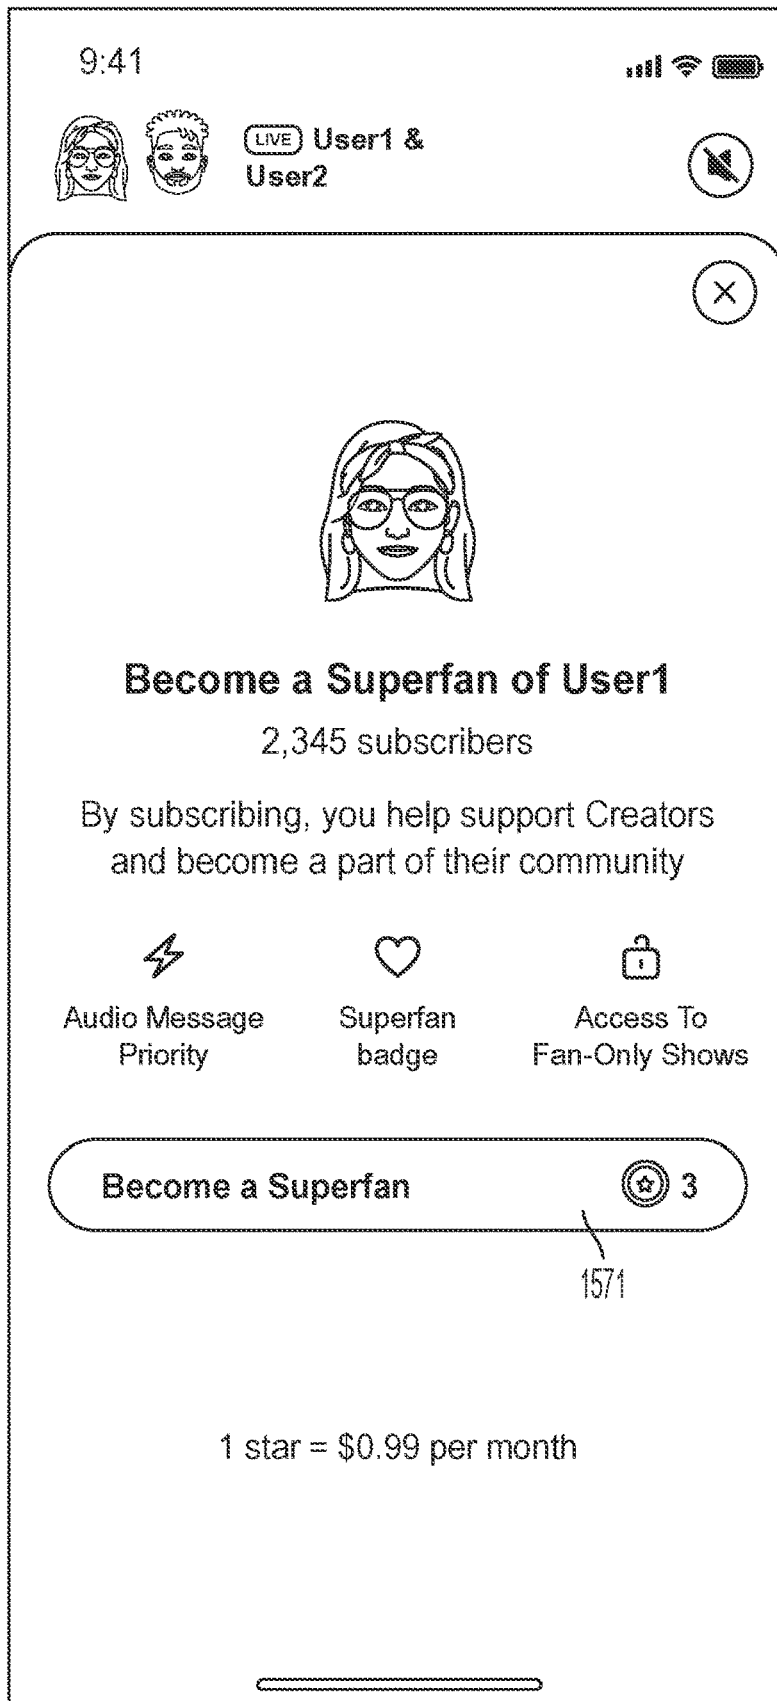 9:41
LIVE User1 &
User2
Become a Superfan of User1
2,345 subscribers
By subscribing, you help support Creators
and become a part of their community
Audio Message Superfan Access To
Priority badge Fan-Only Shows
Become a Superfan 3
1571
1 star = $0.99 per month